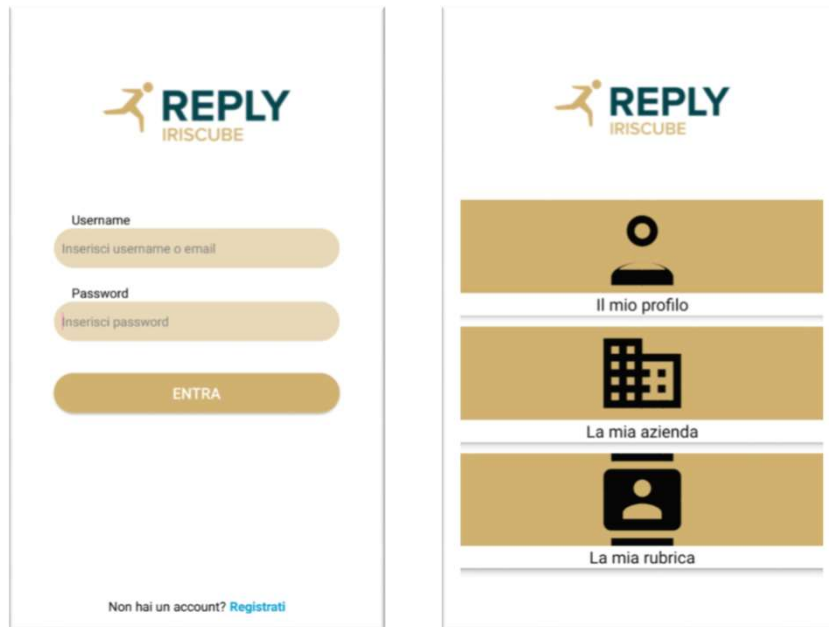 REPLY
IRISCUBE
Username
Inserisci username o email
Password
Inserisci password
ENTRA
Non hai un account? Registrati
REPLY
IRISCUBE
Il mio profilo
La mia azienda
La mia rubrica